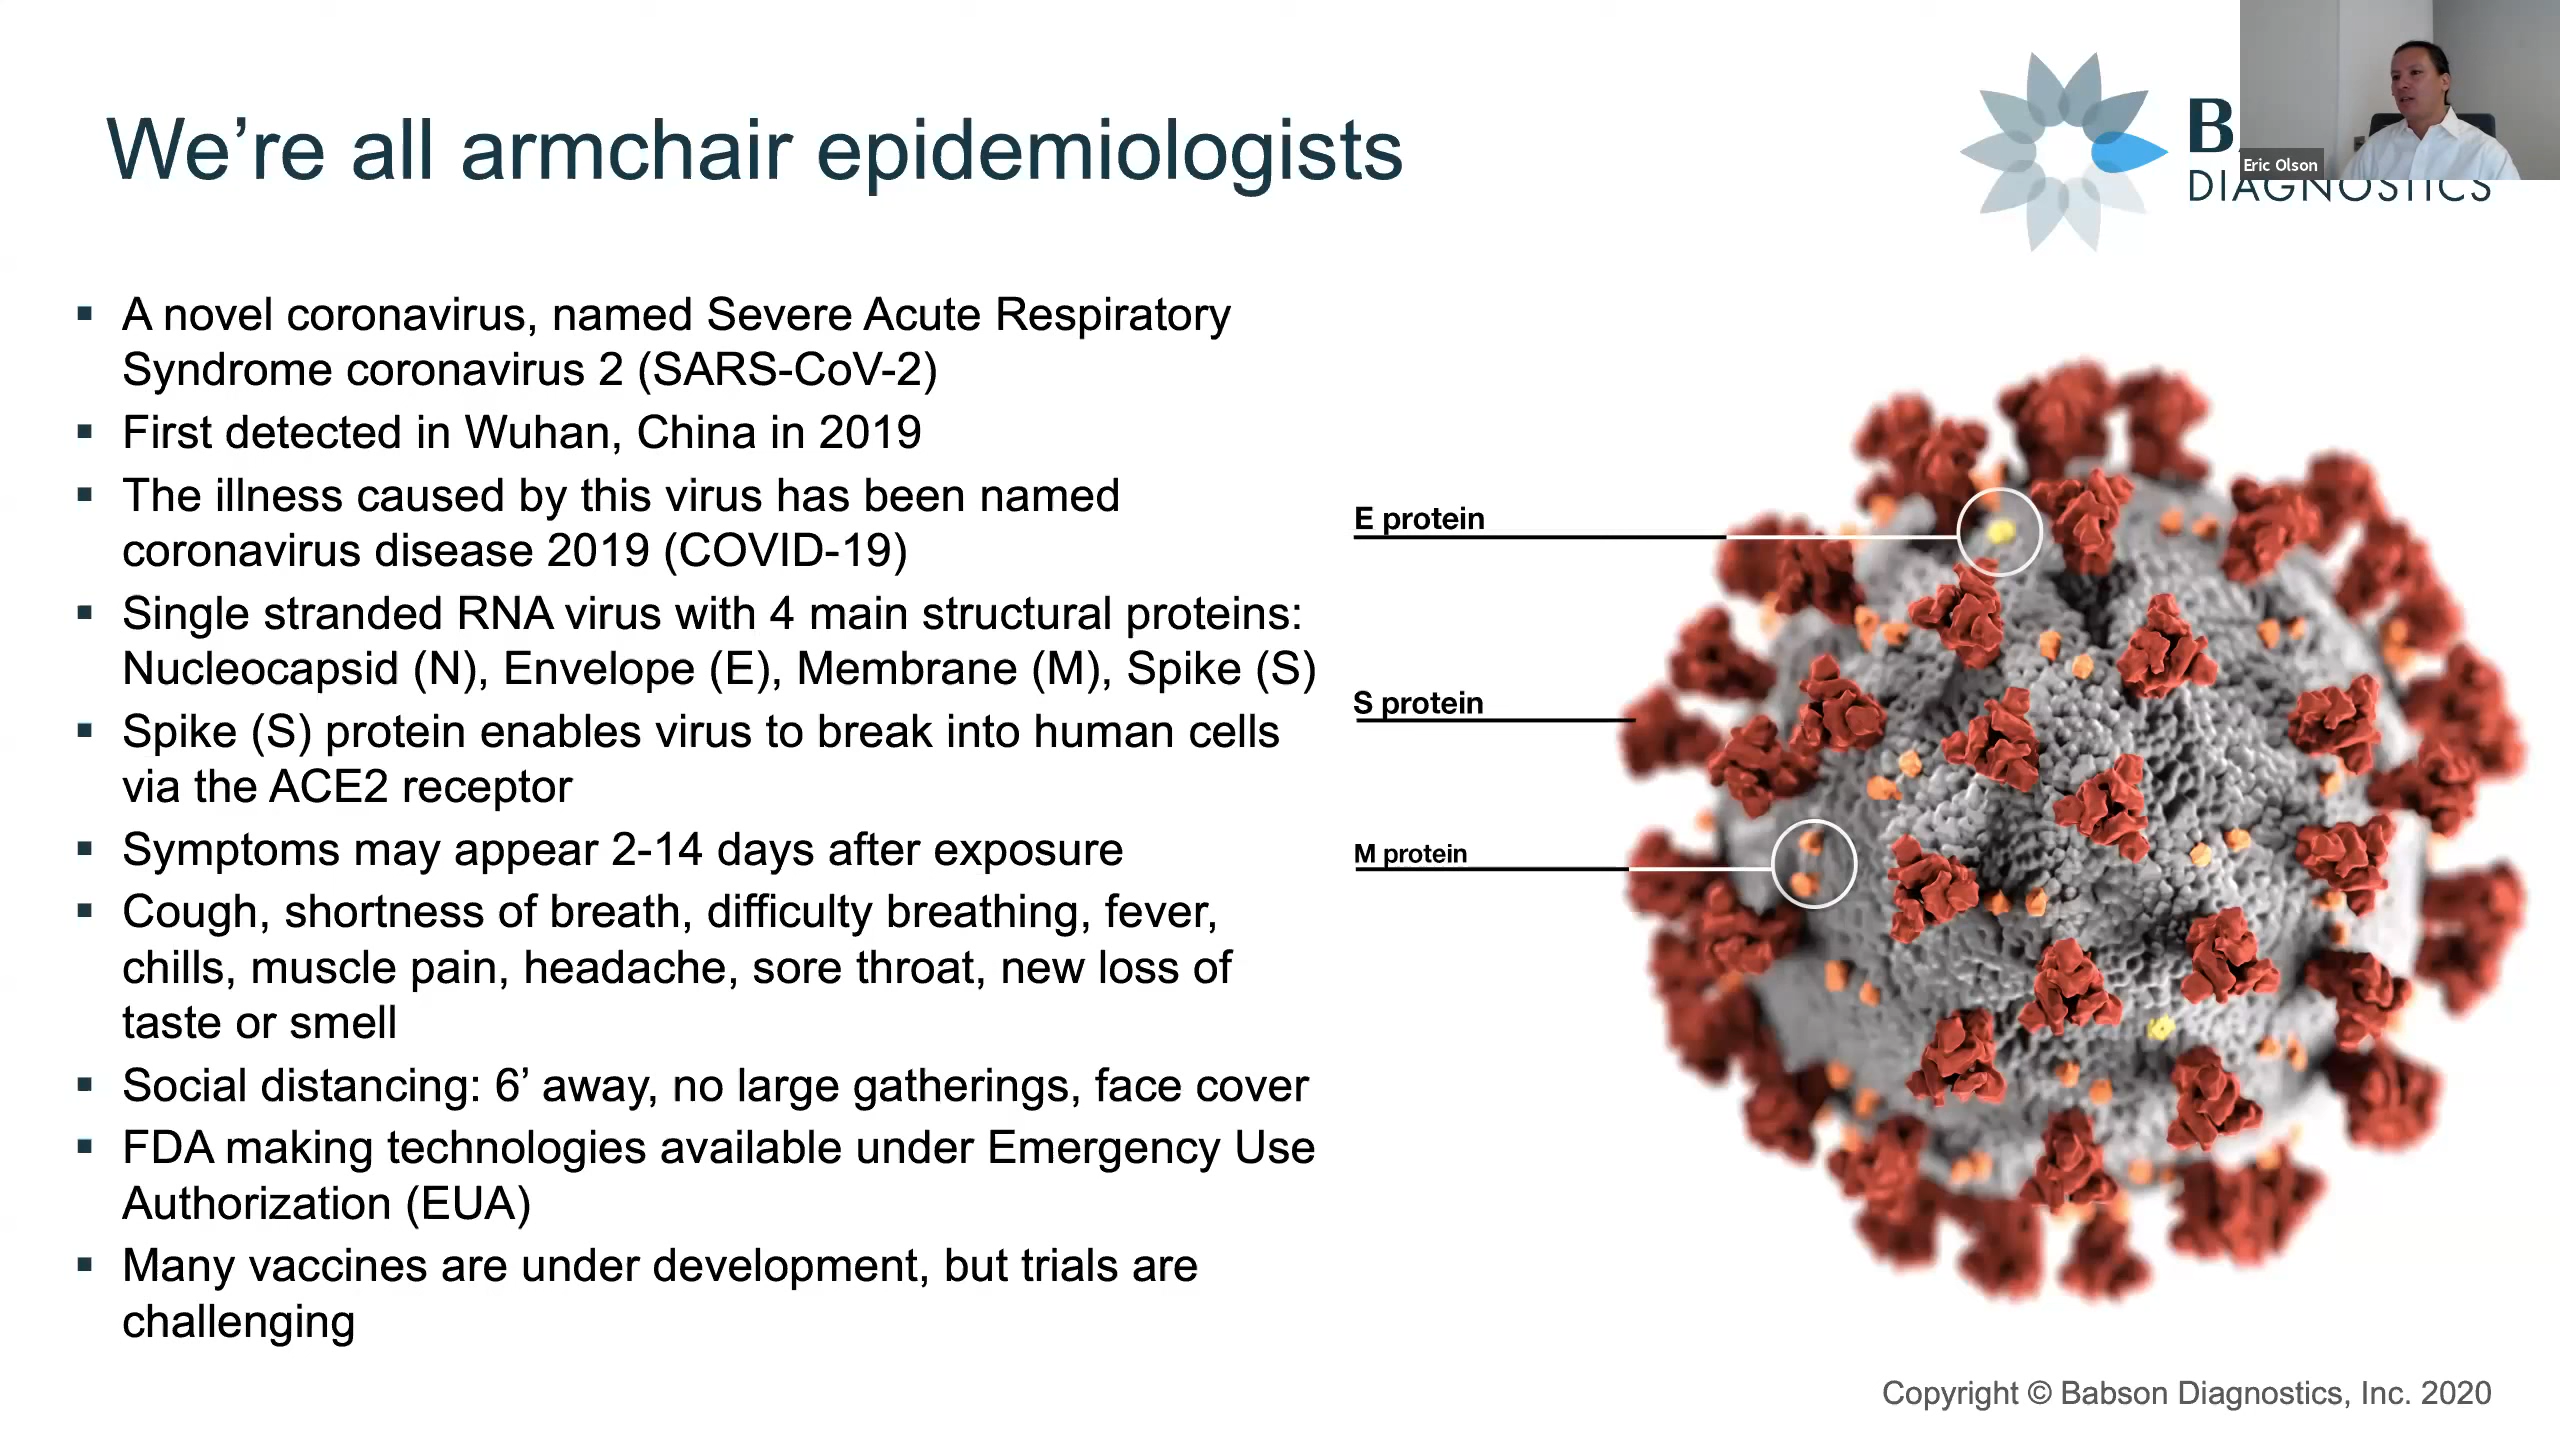 We’re all armchair epidemiologists
Eric Olson
DIAGNOSTICS
▪ A novel coronavirus, named Severe Acute Respiratory
Syndrome coronavirus 2 (SARS-CoV-2)
▪ First detected in Wuhan, China in 2019
▪ The illness caused by this virus has been named
coronavirus disease 2019 (COVID-19)
▪ Single stranded RNA virus with 4 main structural proteins:
Nucleocapsid (N), Envelope (E), Membrane (M), Spike (S)
▪ Spike (S) protein enables virus to break into human cells
via the ACE2 receptor
▪ Symptoms may appear 2-14 days after exposure
▪ Cough, shortness of breath, difficulty breathing, fever,
chills, muscle pain, headache, sore throat, new loss of
taste or smell
▪ Social distancing: 6’ away, no large gatherings, face cover
▪ FDA making technologies available under Emergency Use
Authorization (EUA)
▪ Many vaccines are under development, but trials are
challenging
E protein
S protein
M protein
Copyright © Babson Diagnostics, Inc. 2020